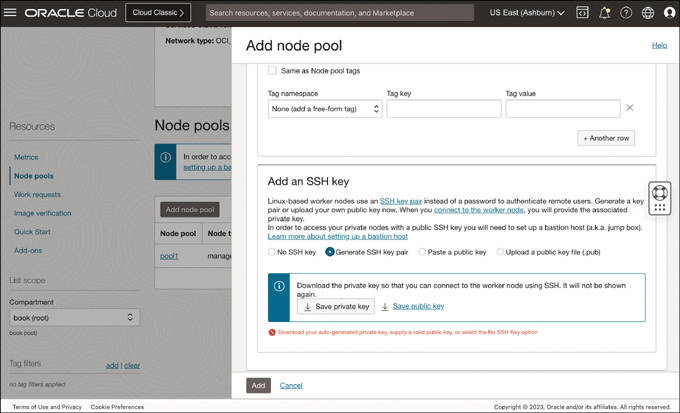 ORACLE Cloud
Cloud Classic >
Search resources, services, documentation, and Marketplace
US East (Ashburn)
Network type: OCI_
Resources
Metrics
Node pools
Work requests
Image verification
Quick Start
Add-ons
List scope
Compartment
book (root)
book (root)
Tag filters
add | clear
no tag filters applied
Node pools
In order to acc
setting up a ba
Add node pool
Node pool
Node t
pool1
manage
Add node pool
Help
Same as Node pool tags
Tag namespace
Tag key
Tag value
None (add a free-form tag)
+ Another row
Add an SSH key
Linux-based worker nodes use an SSH key pair instead of a password to authenticate remote users. Generate a key
pair or upload your own public key now. When you connect to the worker node, you will provide the associated
private key.
In order to access your private nodes with a public SSH key you will need to set up a bastion host (a.k.a. jump box).
Learn more about setting up a bastion host
No SSH key
Generate SSH key pair
Paste a public key
Upload a public key file (.pub)
Download the private key so that you can connect to the worker node using SSH. It will not be shown
again.
Save private key
Save public key
Download your auto-generated private key, supply a valid public key, or select the No SSH Key option
Add
Cancel
Terms of Use and Privacy
Cookie Preferences
Copyright © 2023, Oracle and/or its affiliates. All rights reserved.